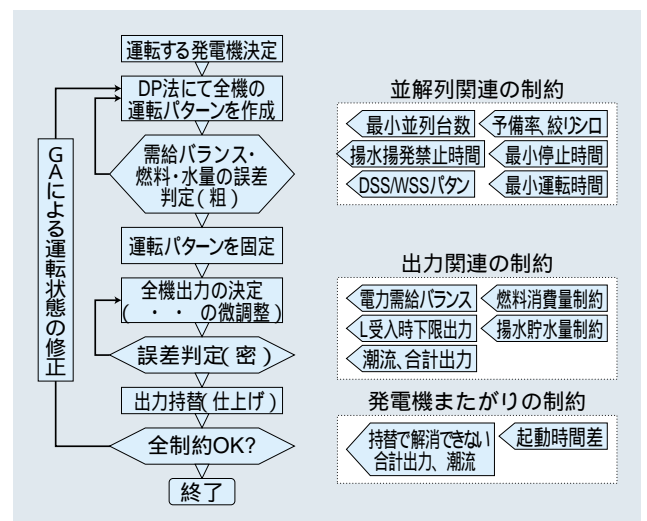 運転する発電機決定
DP法にて全機の
運転パターンを作成
需給バランス・
燃料・水量の誤差
判定(粗)
運転パターンを固定
全機出力の決定
(　・　・　の微調整)
誤差判定(密)
出力持替(仕上げ)
全制約OK?
終了
GAによる運転状態の修正
並解列関連の制約
最小並列台数
予備率、絞りシロ
揚水揚発禁止時間
最小停止時間
DSS/WSSパタン
最小運転時間
出力関連の制約
電力需給バランス
燃料消費量制約
L受入時下限出力
揚水貯水量制約
潮流、合計出力
発電機またがりの制約
持替で解消できない
合計出力、潮流
起動時間差